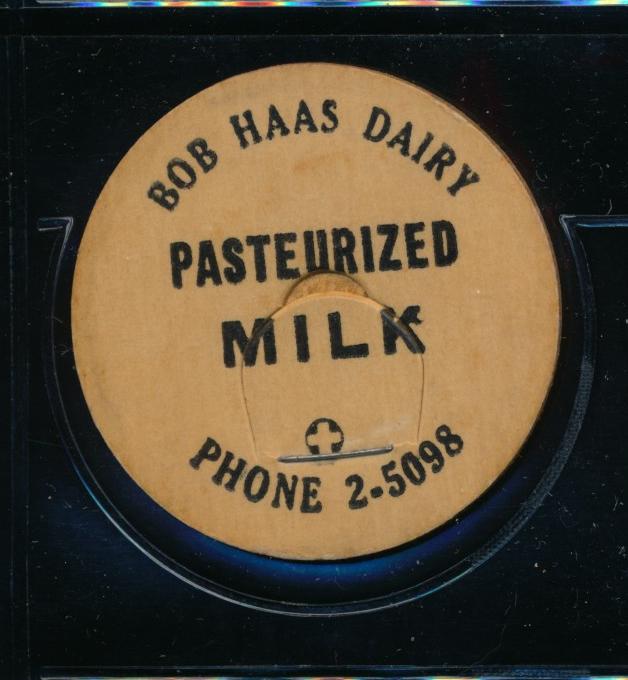 BOB HAAS DAIRY
PASTEURIZED
MILK
PHONE 2-5098